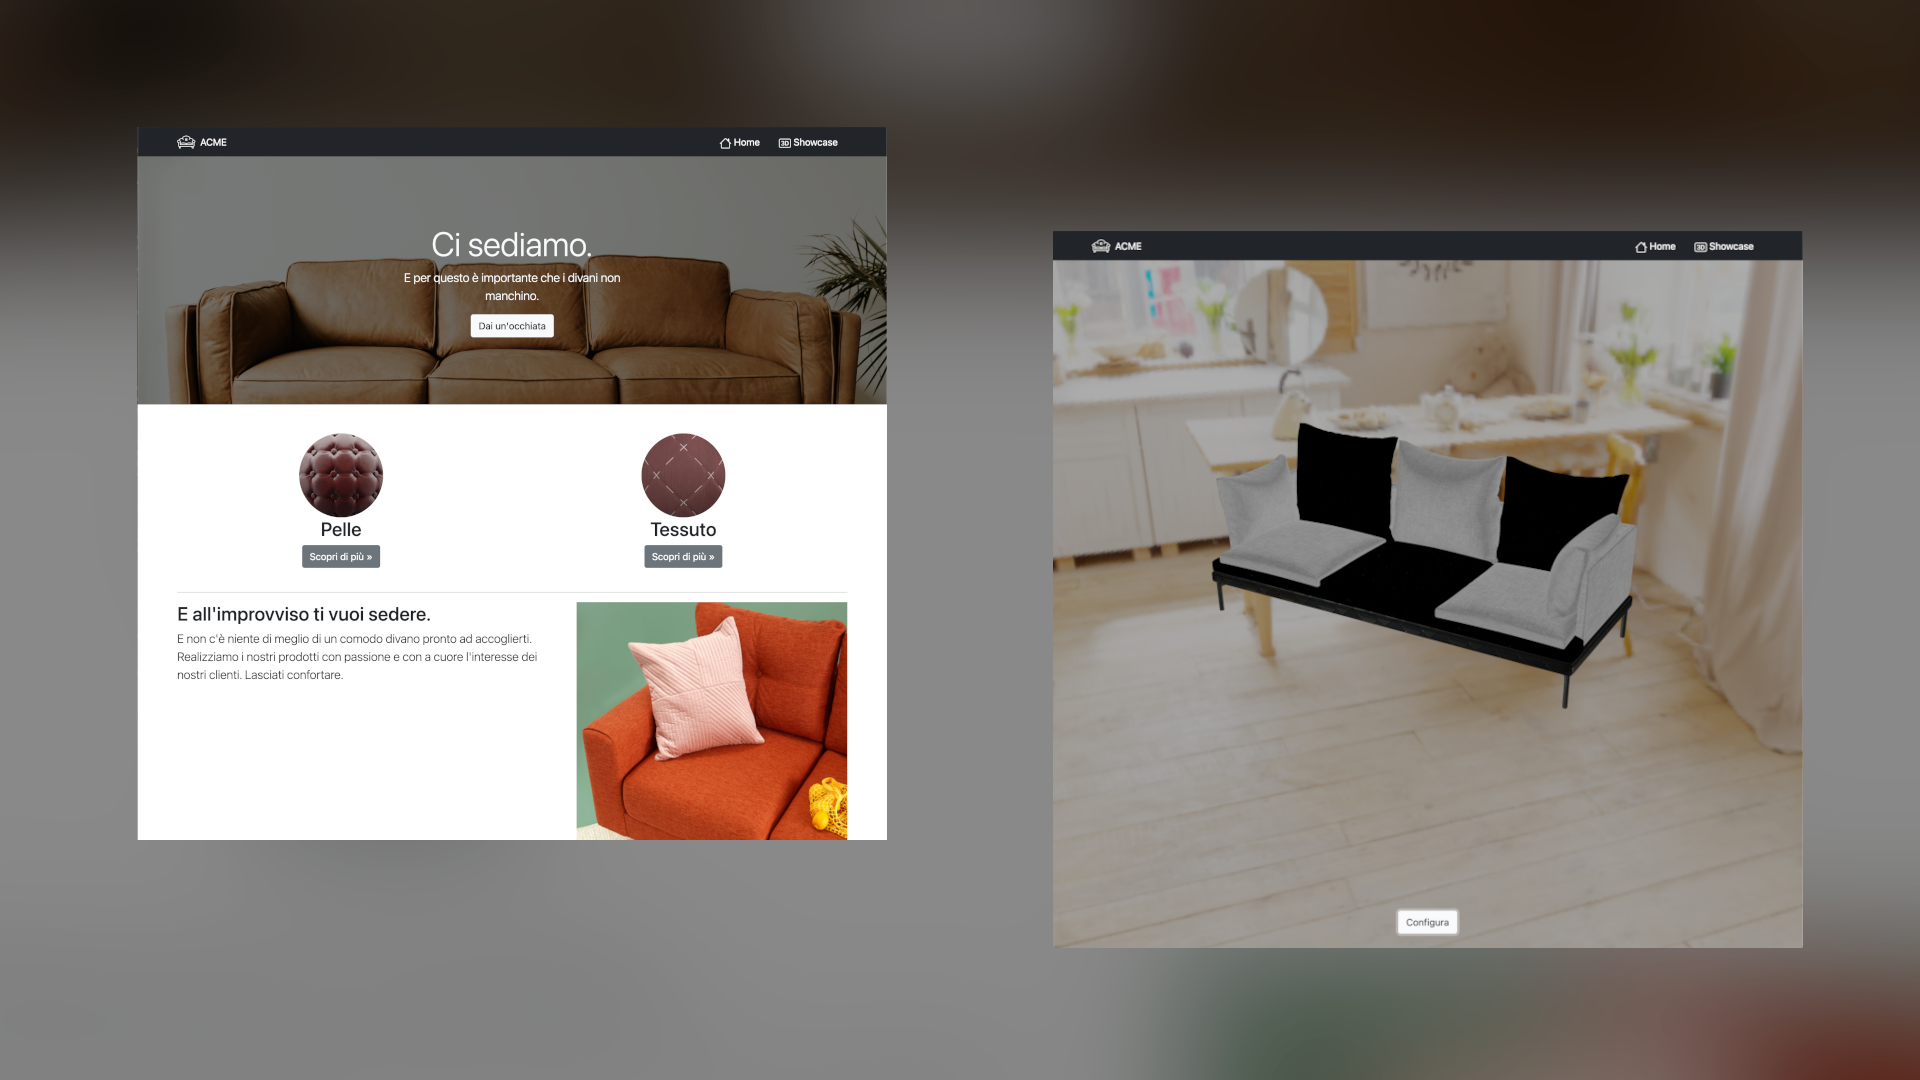 ACME
Home
3D Showcase
Ci sediamo.
E per questo è importante che i divani non
manchino.
Dai un'occhiata
Pelle
Scopri di più »
Tessuto
Scopri di più »
E all'improvviso ti vuoi sedere.
E non c'è niente di meglio di un comodo divano pronto ad accoglierti.
Realizziamo i nostri prodotti con passione e con a cuore l'interesse dei
nostri clienti. Lasciati confortare.
ACME
Home
3D Showcase
Configura